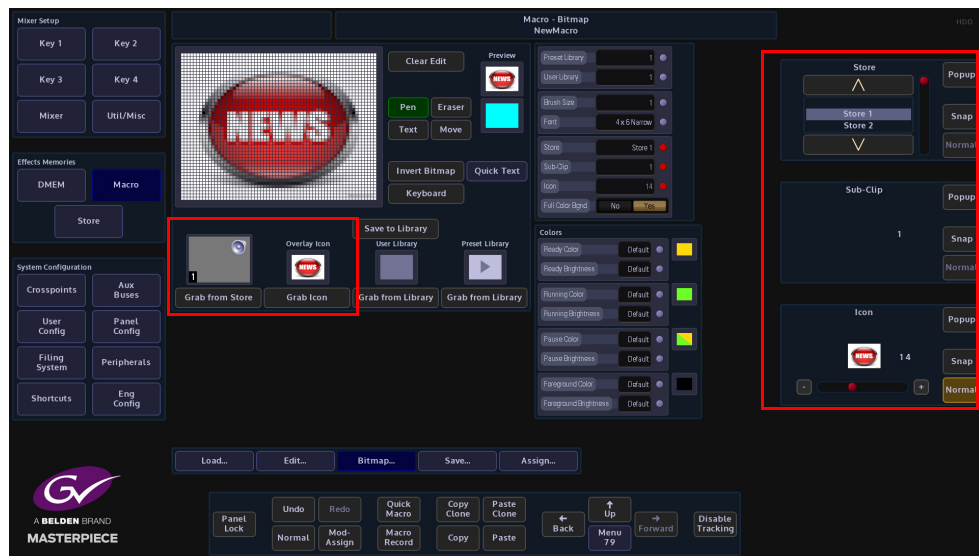 Macro - Bitmap
NewMacro
HDD
Mixer Setup
Key 1
Key 2
Key 3
Key 4
Mixer
Util/Misc
Effects Memories
DMEM
Macro
Store
System Configuration
Crosspoints
Aux
Buses
User
Config
Panel
Config
Filing
System
Peripherals
Shortcuts
Eng
Config
NEWS
Clear Edit
Preview
NEWS
Pen
Eraser
Text
Move
Invert Bitmap
Quick Text
Keyboard
Save to Library
1
Overlay Icon
NEWS
User Library
Preset Library
Grab from Store
Grab Icon
Grab from Library
Grab from Library
Preset Library 1
User Library 1
Brush Size 1
Font 4 x 6 Narrow
Store Store 1
Sub-Clip 1
Icon 14
Full Color Bgnd No Yes
Colors
Ready Color Default
Ready Brightness Default
Running Color Default
Running Brightness Default
Pause Color Default
Pause Brightness Default
Foreground Color Default
Foreground Brightness Default
Store
Store 1
Store 2
Popup
Snap
Normal
Sub-Clip
1
Popup
Snap
Normal
Icon
NEWS
14
- +
Popup
Snap
Normal
Load...
Edit...
Bitmap...
Save...
Assign...
GV
A BELDEN BRAND
MASTERPIECE
Panel
Lock
Undo
Redo
Normal
Mod-
Assign
Quick
Macro
Macro
Record
Copy
Clone
Paste
Clone
Copy
Paste
Back
Up
Menu
79
Forward
Disable
Tracking